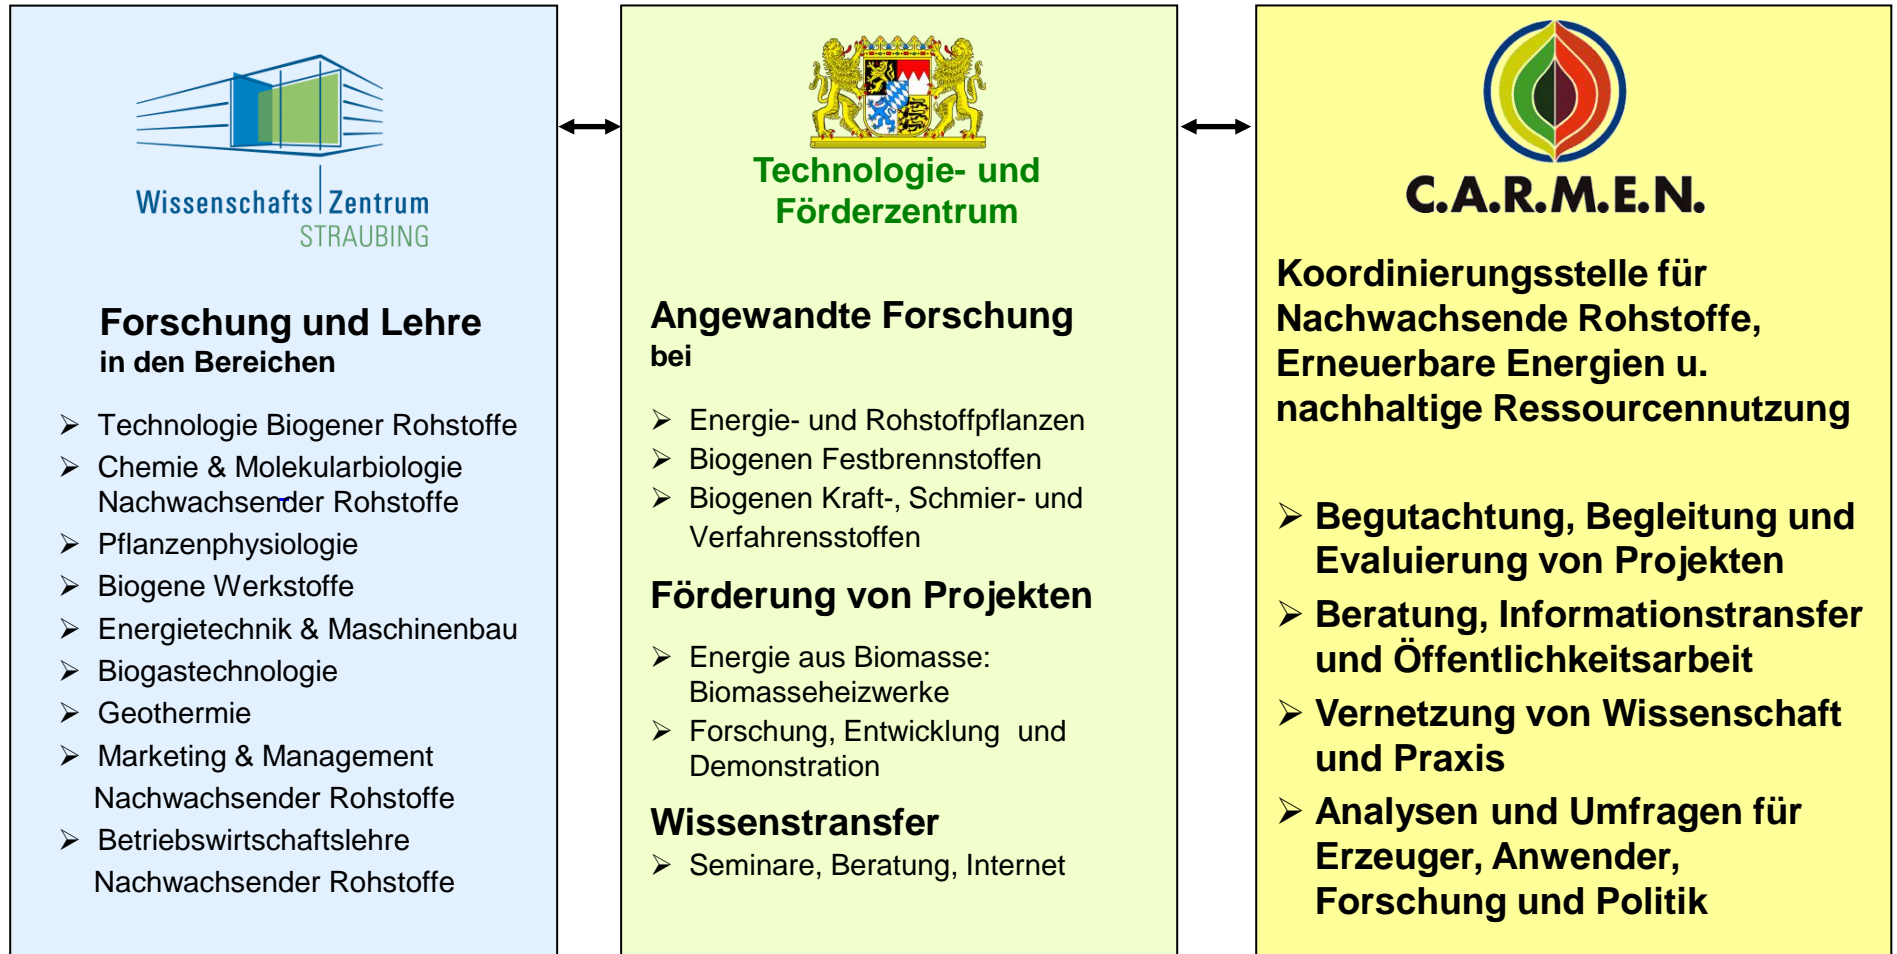 Wissenschafts Zentrum
STRAUBING
Forschung und Lehre
in den Bereichen
➢ Technologie Biogener Rohstoffe
➢ Chemie & Molekularbiologie
Nachwachsender Rohstoffe
➢ Pflanzenphysiologie
➢ Biogene Werkstoffe
➢ Energietechnik & Maschinenbau
➢ Biogastechnologie
➢ Geothermie
➢ Marketing & Management
Nachwachsender Rohstoffe
➢ Betriebswirtschaftslehre
Nachwachsender Rohstoffe
Technologie- und
Förderzentrum
Angewandte Forschung
bei
➢ Energie- und Rohstoffpflanzen
➢ Biogenen Festbrennstoffen
➢ Biogenen Kraft-, Schmier- und
Verfahrensstoffen
Förderung von Projekten
➢ Energie aus Biomasse:
Biomasseheizwerke
➢ Forschung, Entwicklung und
Demonstration
Wissenstransfer
➢ Seminare, Beratung, Internet
C.A.R.M.E.N.
Koordinierungsstelle für
Nachwachsende Rohstoffe,
Erneuerbare Energien u.
nachhaltige Ressourcennutzung
➢ Begutachtung, Begleitung und
Evaluierung von Projekten
➢ Beratung, Informationstransfer
und Öffentlichkeitsarbeit
➢ Vernetzung von Wissenschaft
und Praxis
➢ Analysen und Umfragen für
Erzeuger, Anwender,
Forschung und Politik